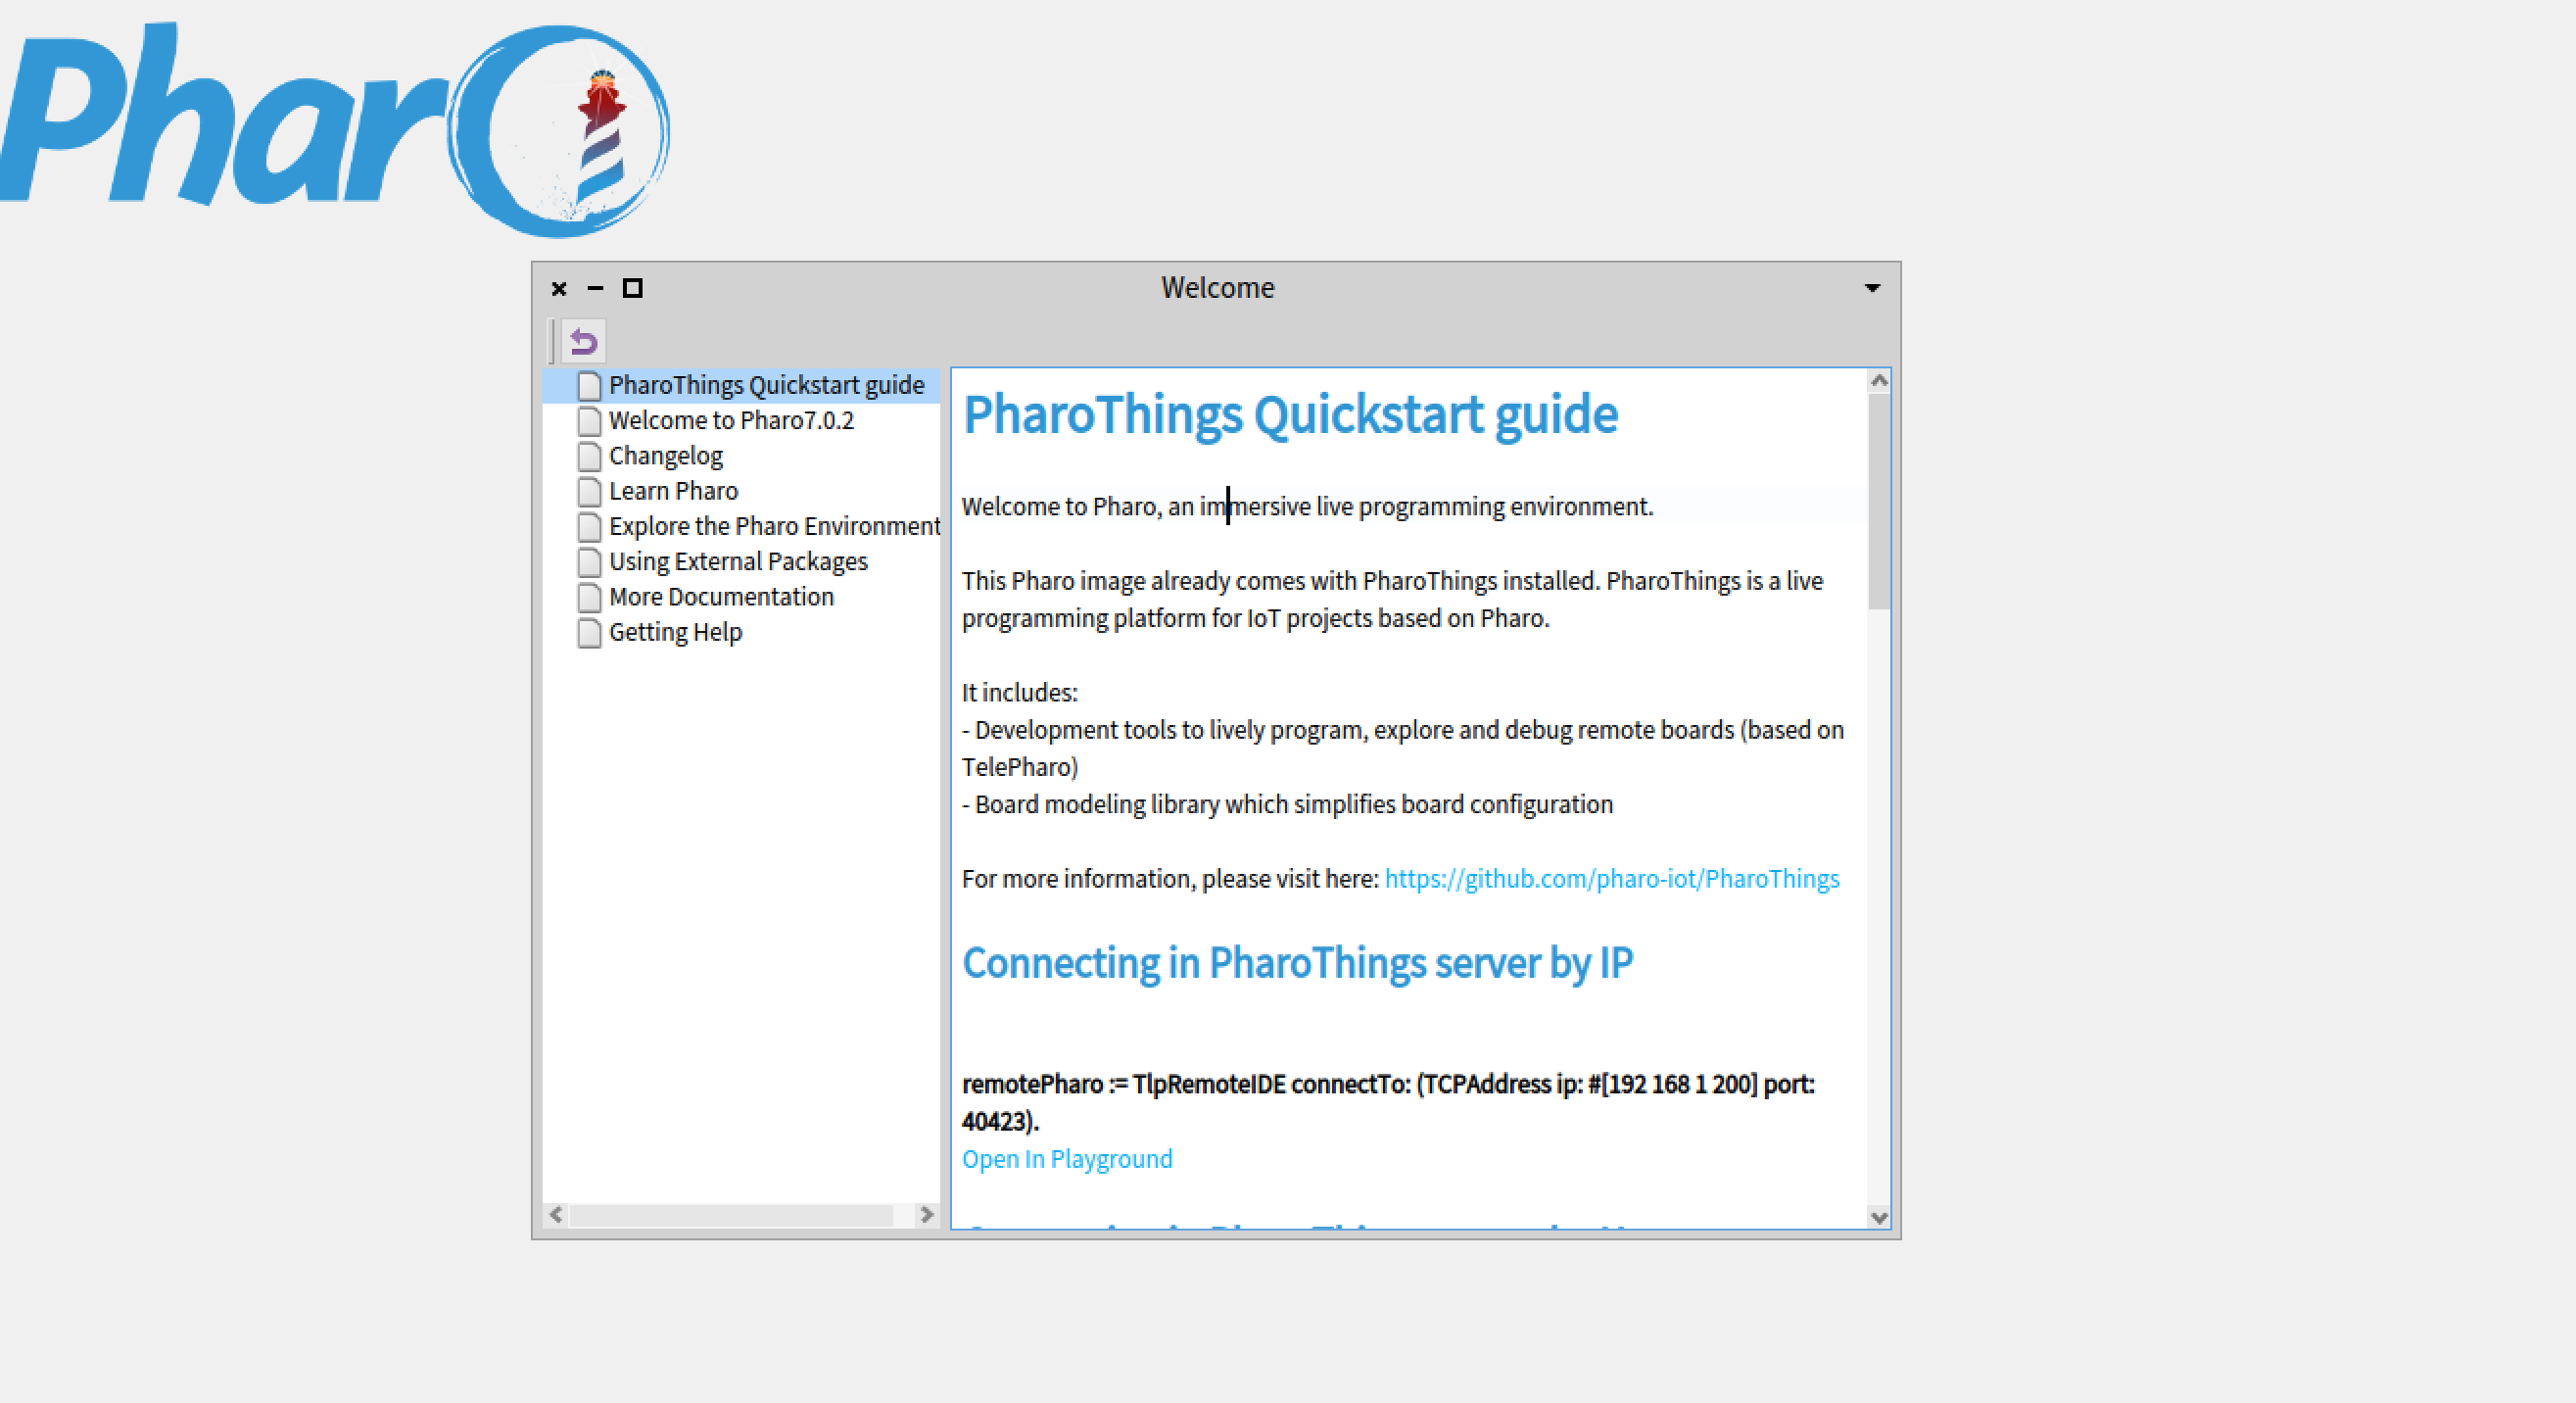 Pharo
Welcome
PharoThings Quickstart guide
Welcome to Pharo7.0.2
Changelog
Learn Pharo
Explore the Pharo Environment
Using External Packages
More Documentation
Getting Help
PharoThings Quickstart guide
Welcome to Pharo, an immersive live programming environment.
This Pharo image already comes with PharoThings installed. PharoThings is a live
programming platform for IoT projects based on Pharo.
It includes:
- Development tools to lively program, explore and debug remote boards (based on
TelePharo)
- Board modeling library which simplifies board configuration
For more information, please visit here: https://github.com/pharo-iot/PharoThings
Connecting in PharoThings server by IP
remotePharo := TlpRemoteIDE connectTo: (TCPAddress ip: #[192 168 1 200] port:
40423).
Open In Playground